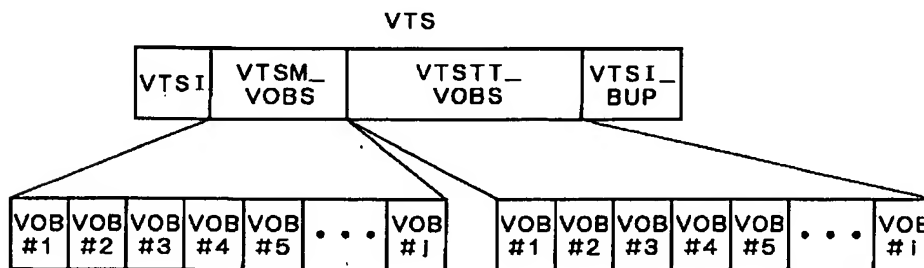 VTS
VTSI
VTSM_
VOBS
VTSTT_
VOBS
VTSI_
BUP
VOB
#1
VOB
#2
VOB
#3
VOB
#4
VOB
#5
• • •
VOB
#j
VOB
#1
VOB
#2
VOB
#3
VOB
#4
VOB
#5
• • •
VOB
#i